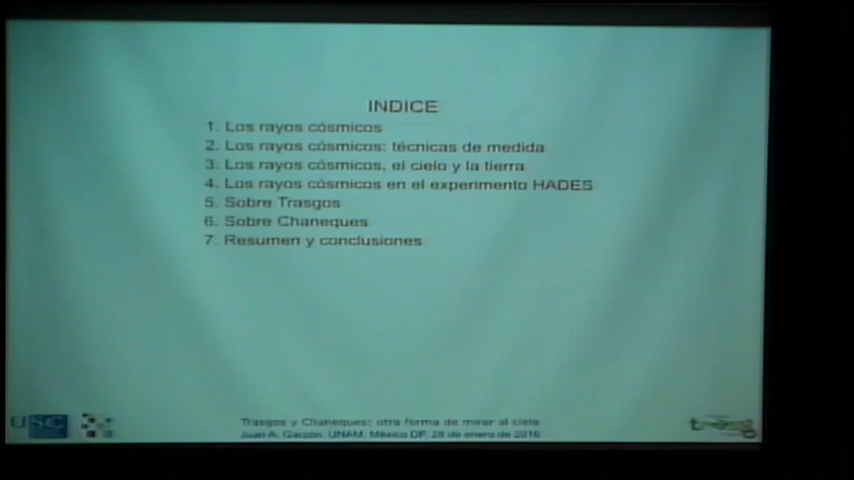 INDICE
1. Los rayos cósmicos
2. Los rayos cósmicos: técnicas de medida
3. Los rayos cósmicos, el cielo y la tierra
4. Los rayos cósmicos en el experimento HADES
5. Sobre Trasgos
6. Sobre Chaneques
7. Resumen y conclusiones
USC
Trasgos y Chaneques: otra forma de mirar al cielo
Juan A. Garzón, UNAM, México DF, 28 de enero de 2016